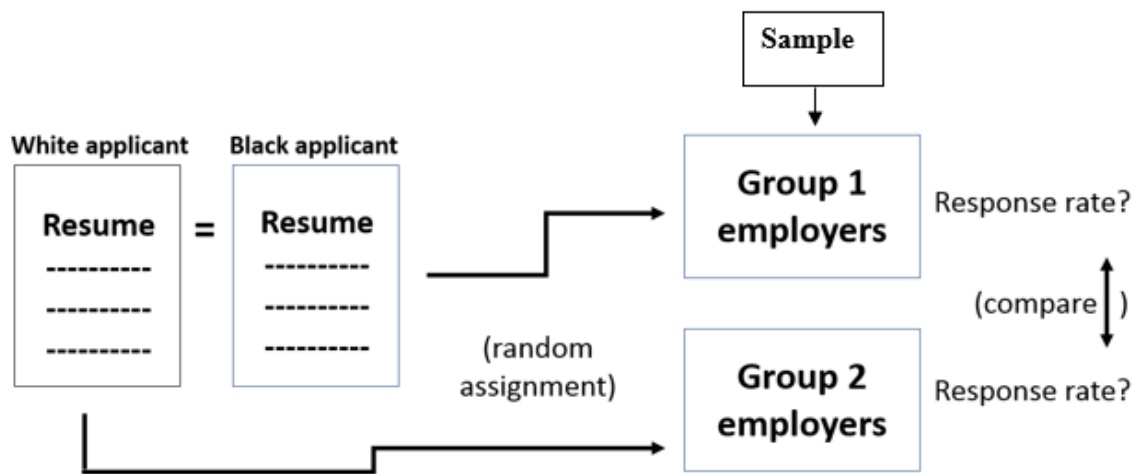 Sample
White applicant
Black applicant
Resume
----------
----------
----------
=
Resume
----------
----------
----------
Group 1
employers
Response rate?
(compare )
(random
assignment)
Group 2
employers
Response rate?